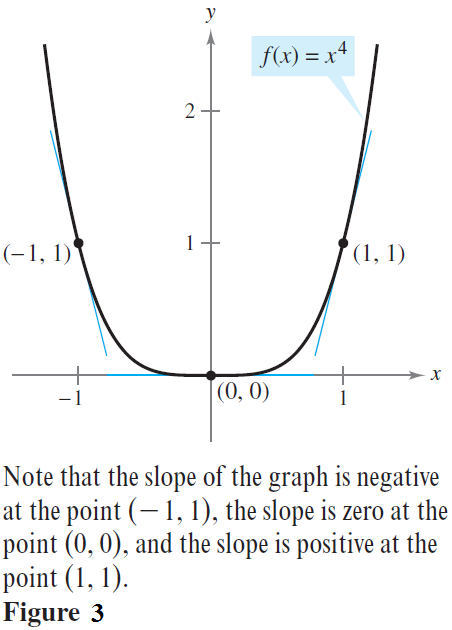 y
f(x) = x⁴
2
1
(−1, 1)
(1, 1)
x
−1
(0, 0)
1
Note that the slope of the graph is negative
at the point (−1, 1), the slope is zero at the
point (0, 0), and the slope is positive at the
point (1, 1).
Figure 3